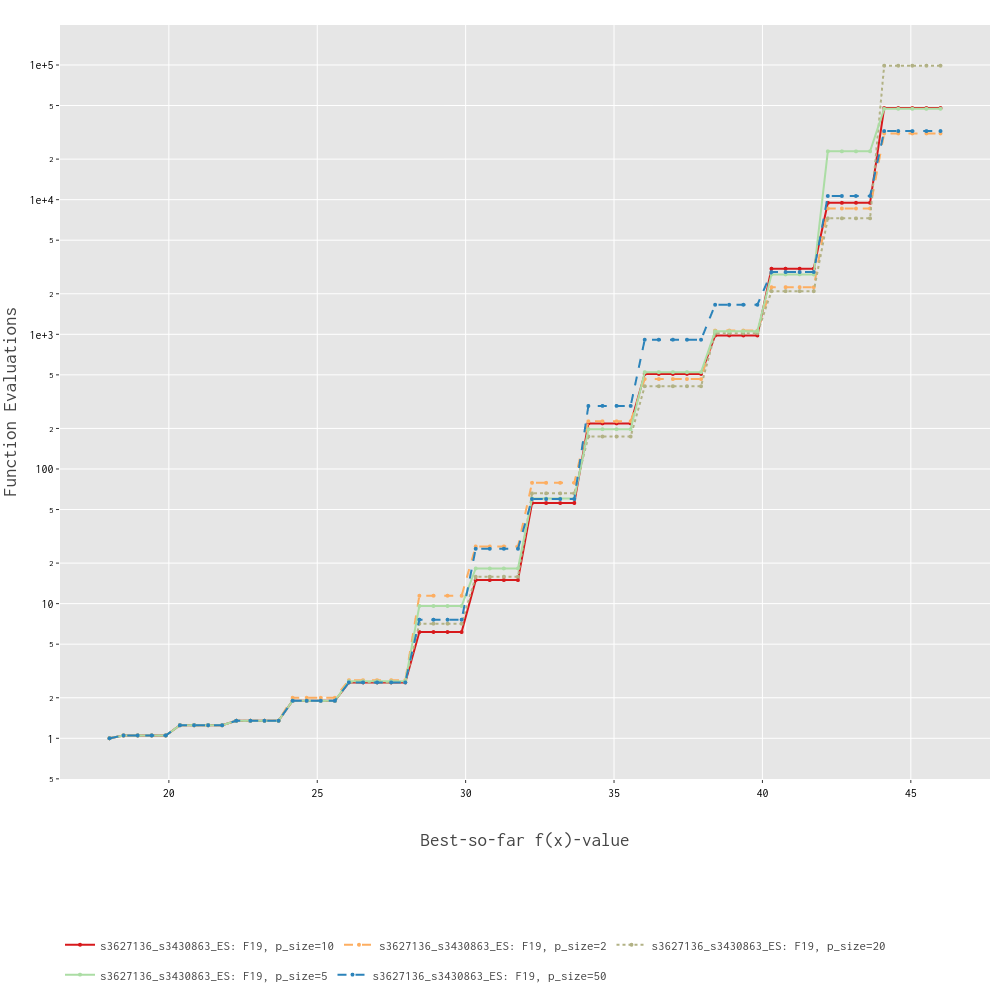 1e+5
5
2
1e+4
5
2
1e+3
5
2
100
5
2
10
5
2
1
5
20 25 30 35 40 45
Function Evaluations
Best-so-far f(x)-value
s3627136_s3430863_ES: F19, p_size=10 s3627136_s3430863_ES: F19, p_size=2 s3627136_s3430863_ES: F19, p_size=20
s3627136_s3430863_ES: F19, p_size=5 s3627136_s3430863_ES: F19, p_size=50